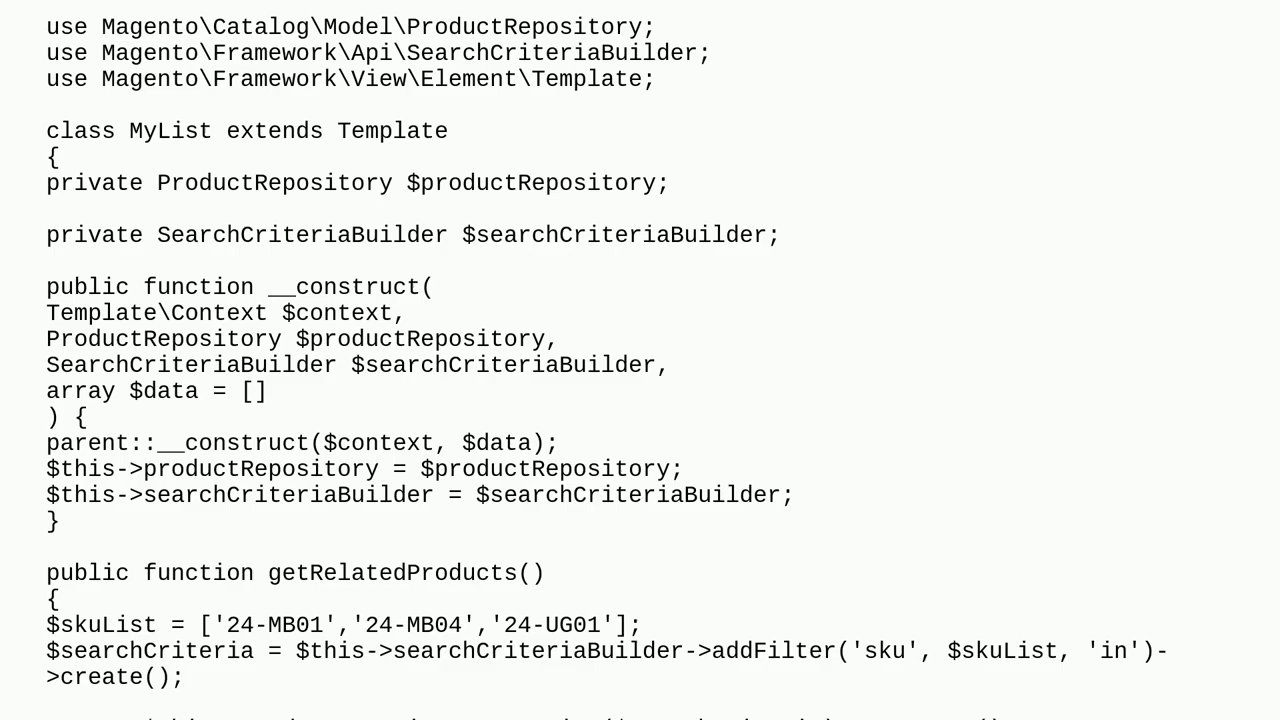 use Magento\Catalog\Model\ProductRepository;
use Magento\Framework\Api\SearchCriteriaBuilder;
use Magento\Framework\View\Element\Template;
class MyList extends Template
{
private ProductRepository $productRepository;
private SearchCriteriaBuilder $searchCriteriaBuilder;
public function __construct(
Template\Context $context,
ProductRepository $productRepository,
SearchCriteriaBuilder $searchCriteriaBuilder,
array $data = []
) {
parent::__construct($context, $data);
$this->productRepository = $productRepository;
$this->searchCriteriaBuilder = $searchCriteriaBuilder;
}
public function getRelatedProducts()
{
$skuList = ['24-MB01','24-MB04','24-UG01'];
$searchCriteria = $this->searchCriteriaBuilder->addFilter('sku', $skuList, 'in')-
>create();